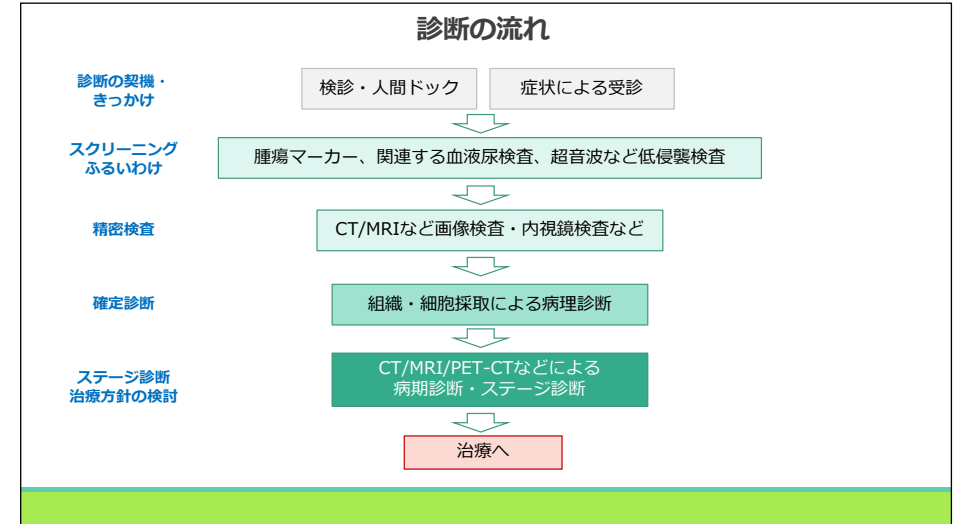 診断の流れ
診断の契機・
きっかけ
検診・人間ドック
症状による受診
スクリーニング
ふるいわけ
腫瘍マーカー、関連する血液尿検査、超音波など低侵襲検査
精密検査
CT/MRIなど画像検査・内視鏡検査など
確定診断
組織・細胞採取による病理診断
ステージ診断
治療方針の検討
CT/MRI/PET-CTなどによる
病期診断・ステージ診断
治療へ